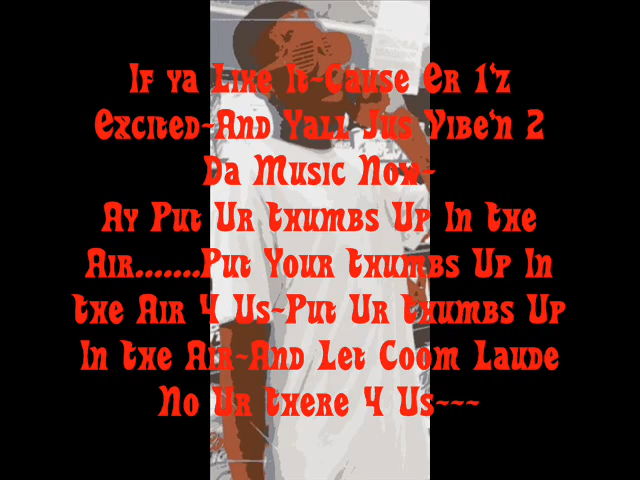 If ya Like It-Cause Er 1'z
Excited-And Yall Jus Vibe'n 2
Da Music Now-
Ay Put Ur Thumbs Up In The
Air.......Put Your Thumbs Up In
The Air 4 Us-Put Ur Thumbs Up
In The Air-And Let Coom Laude
No Ur There 4 Us~~~